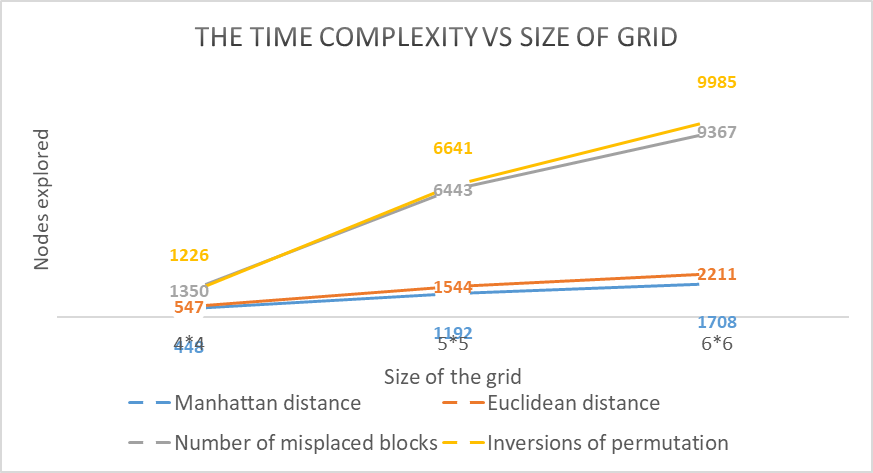 THE TIME COMPLEXITY VS SIZE OF GRID
Nodes explored
9985
9367
6641
6443
1226
1350
547
1544
2211
448
1192
1708
4*4 5*5 6*6
Size of the grid
Manhattan distance Euclidean distance
Number of misplaced blocks Inversions of permutation